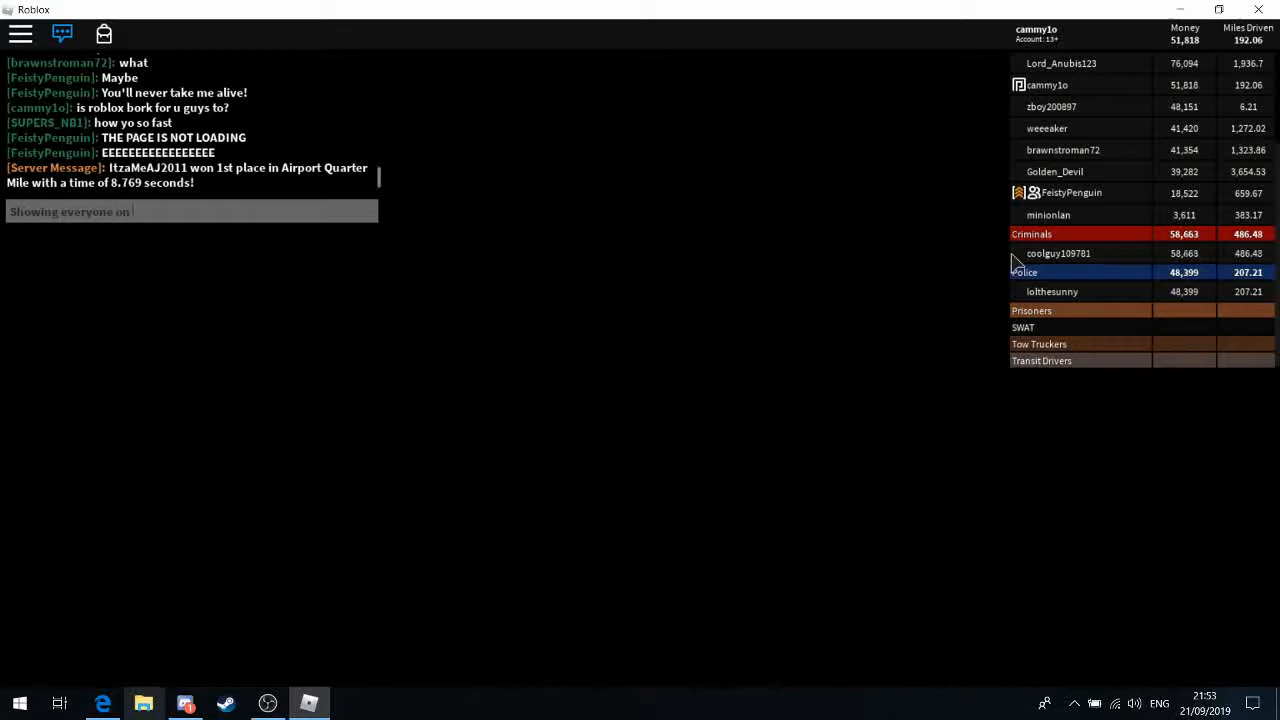 Roblox
cammy1o
Account: 13+
Money
51,818
Miles Driven
192.06
[brawnstroman72]: what
[FeistyPenguin]: Maybe
[FeistyPenguin]: You'll never take me alive!
[cammy1o]: is roblox bork for u guys to?
[SUPERS_NB1]: how yo so fast
[FeistyPenguin]: THE PAGE IS NOT LOADING
[FeistyPenguin]: EEEEEEEEEEEEEEEEE
[Server Message]: ItzaMeAJ2011 won 1st place in Airport Quarter
Mile with a time of 8.769 seconds!
Showing everyone on
Lord_Anubis123 76,094 1,936.7
cammy1o 51,818 192.06
zboy200897 48,151 6.21
weeeaker 41,420 1,272.02
brawnstroman72 41,354 1,323.86
Golden_Devil 39,282 3,654.53
FeistyPenguin 18,522 659.67
minionlan 3,611 383.17
Criminals 58,663 486.48
coolguy109781 58,663 486.48
Police 48,399 207.21
lolthesunny 48,399 207.21
Prisoners
SWAT
Tow Truckers
Transit Drivers
1
ENG
21:53
21/09/2019